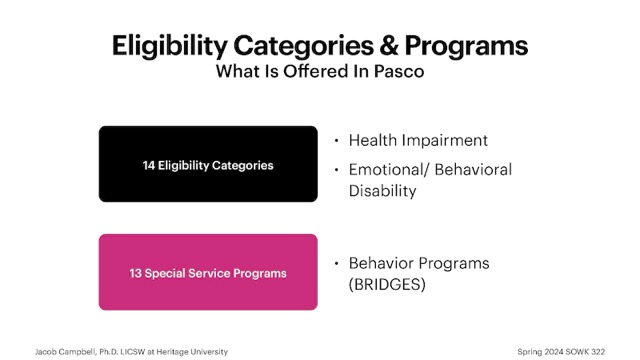 Eligibility Categories & Programs
What Is Offered In Pasco
14 Eligibility Categories
• Health Impairment
• Emotional/ Behavioral
Disability
13 Special Service Programs
• Behavior Programs
(BRIDGES)
Jacob Campbell, Ph.D. LICSW at Heritage University
Spring 2024 SOWK 322